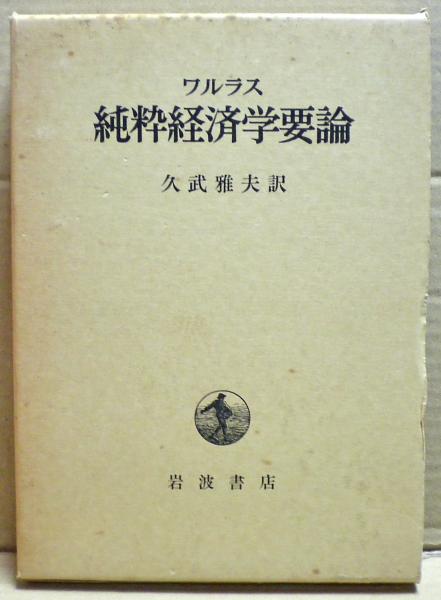 ワルラス
純粋経済学要論
久武雅夫訳
岩波書店